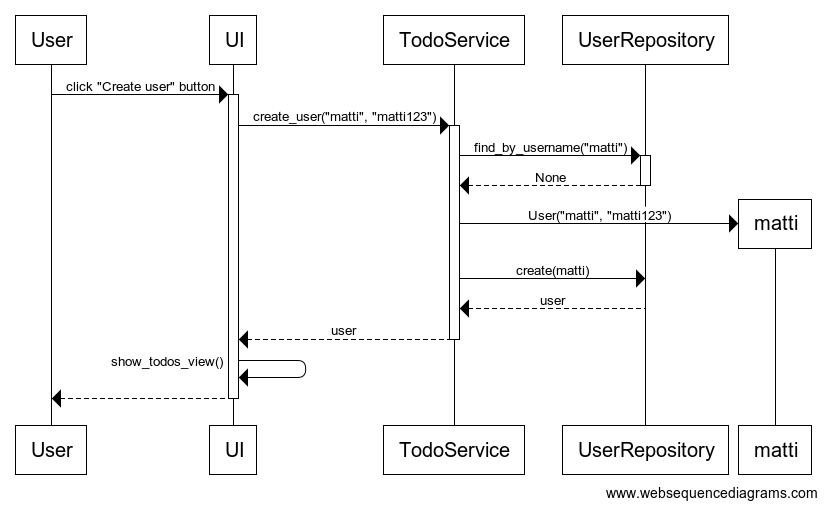 User
UI
TodoService
UserRepository
click "Create user" button
create_user("matti", "matti123")
find_by_username("matti")
None
User("matti", "matti123")
matti
create(matti)
user
user
show_todos_view()
User
UI
TodoService
UserRepository
matti
www.websequencediagrams.com